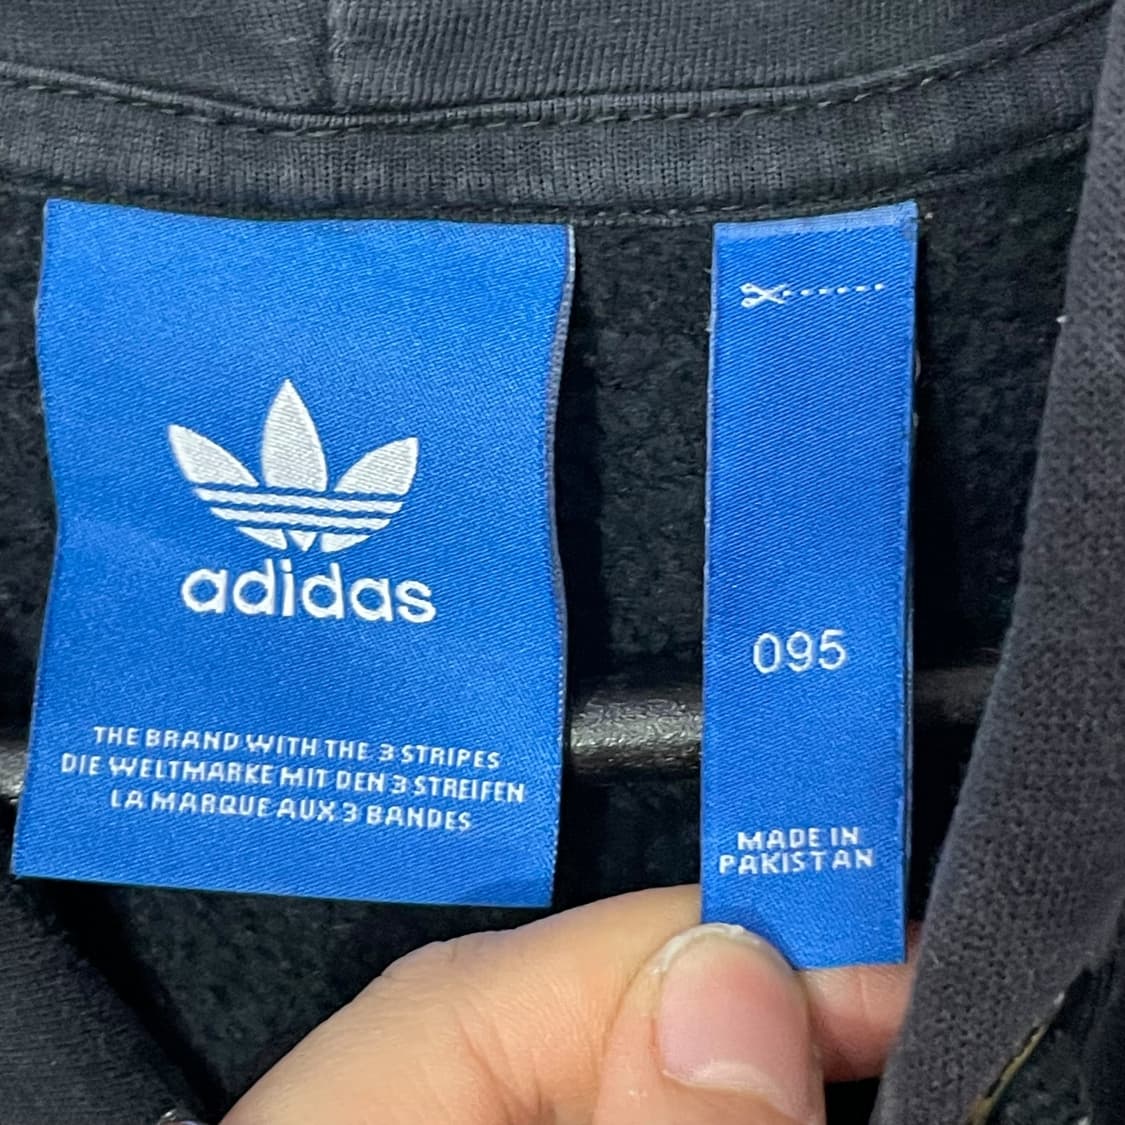 adidas
THE BRAND WITH THE 3 STRIPES
DIE WELTMARKE MIT DEN 3 STREIFEN
LA MARQUE AUX 3 BANDES
095
MADE IN
PAKISTAN